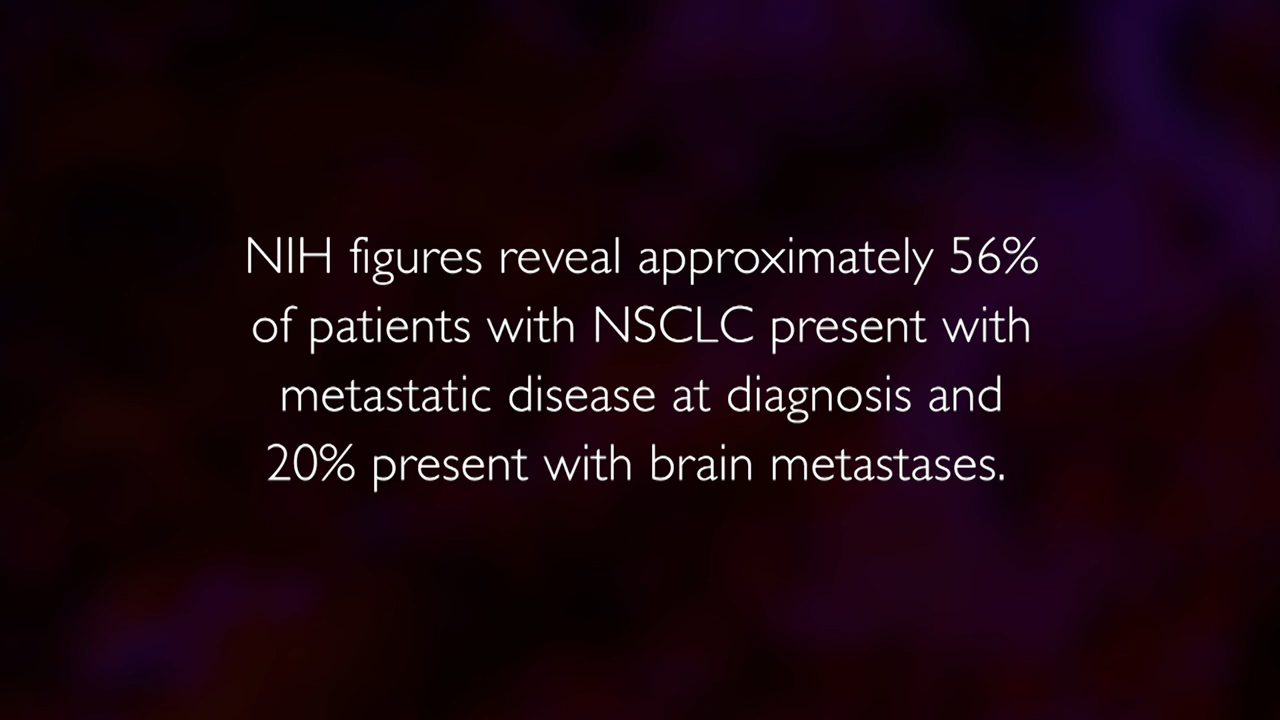 NIH figures reveal approximately 56%
of patients with NSCLC present with
metastatic disease at diagnosis and
20% present with brain metastases.